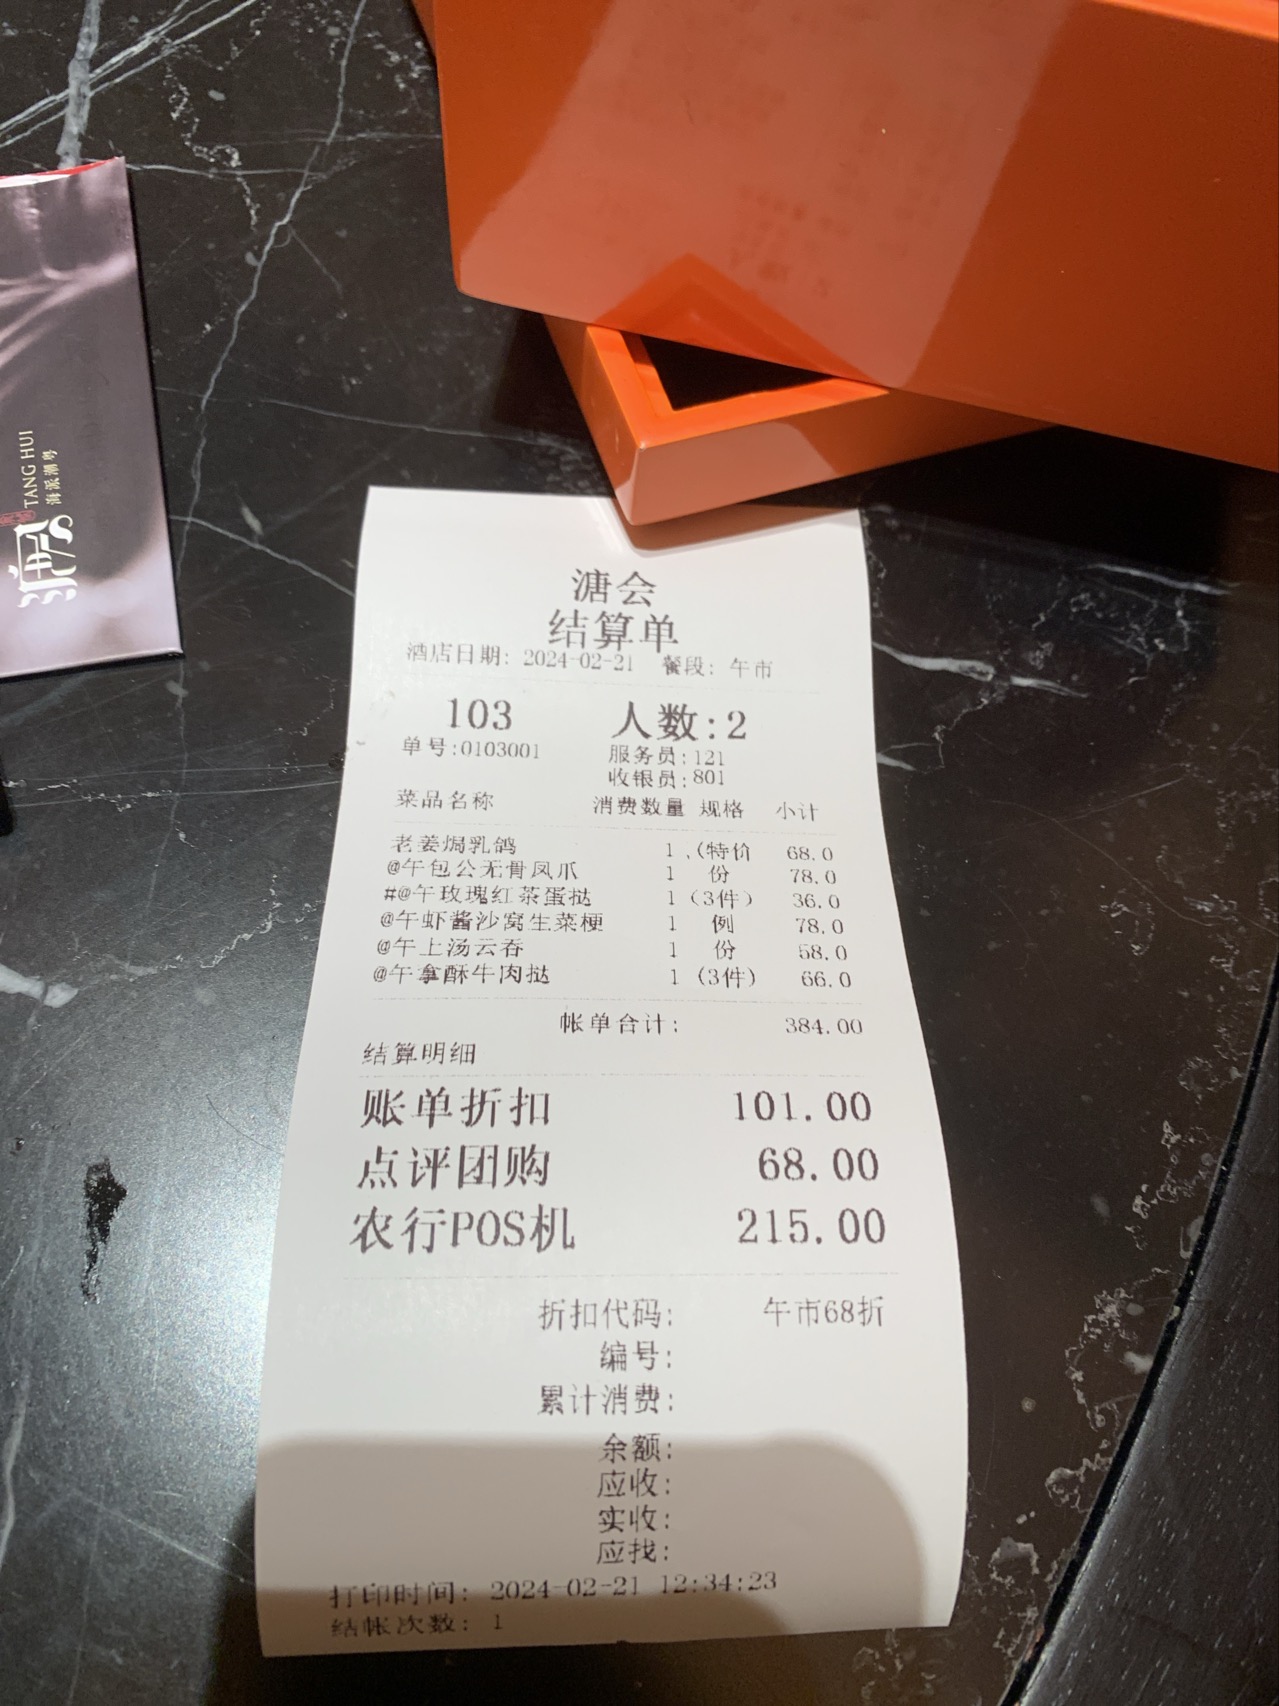 TANG HUI
海派潮粤
溏会
结算单
酒店日期: 2024-02-21 餐段: 午市
103 人数:2
单号:0103001 服务员:121
收银员:801
菜品名称 消费数量 规格 小计
老姜焗乳鸽 1 .(特价 68.0
@午包公无骨凤爪 1 份 78.0
#@午玫瑰红茶蛋挞 1 (3件) 36.0
@午虾酱沙窝生菜梗 1 例 78.0
@午上汤云吞 1 份 58.0
@午拿酥牛肉挞 1 (3件) 66.0
帐单合计: 384.00
结算明细
账单折扣 101.00
点评团购 68.00
农行POS机 215.00
折扣代码: 午市68折
编号:
累计消费:
余额:
应收:
实收:
应找:
打印时间: 2024-02-21 12:34:23
结帐次数: 1